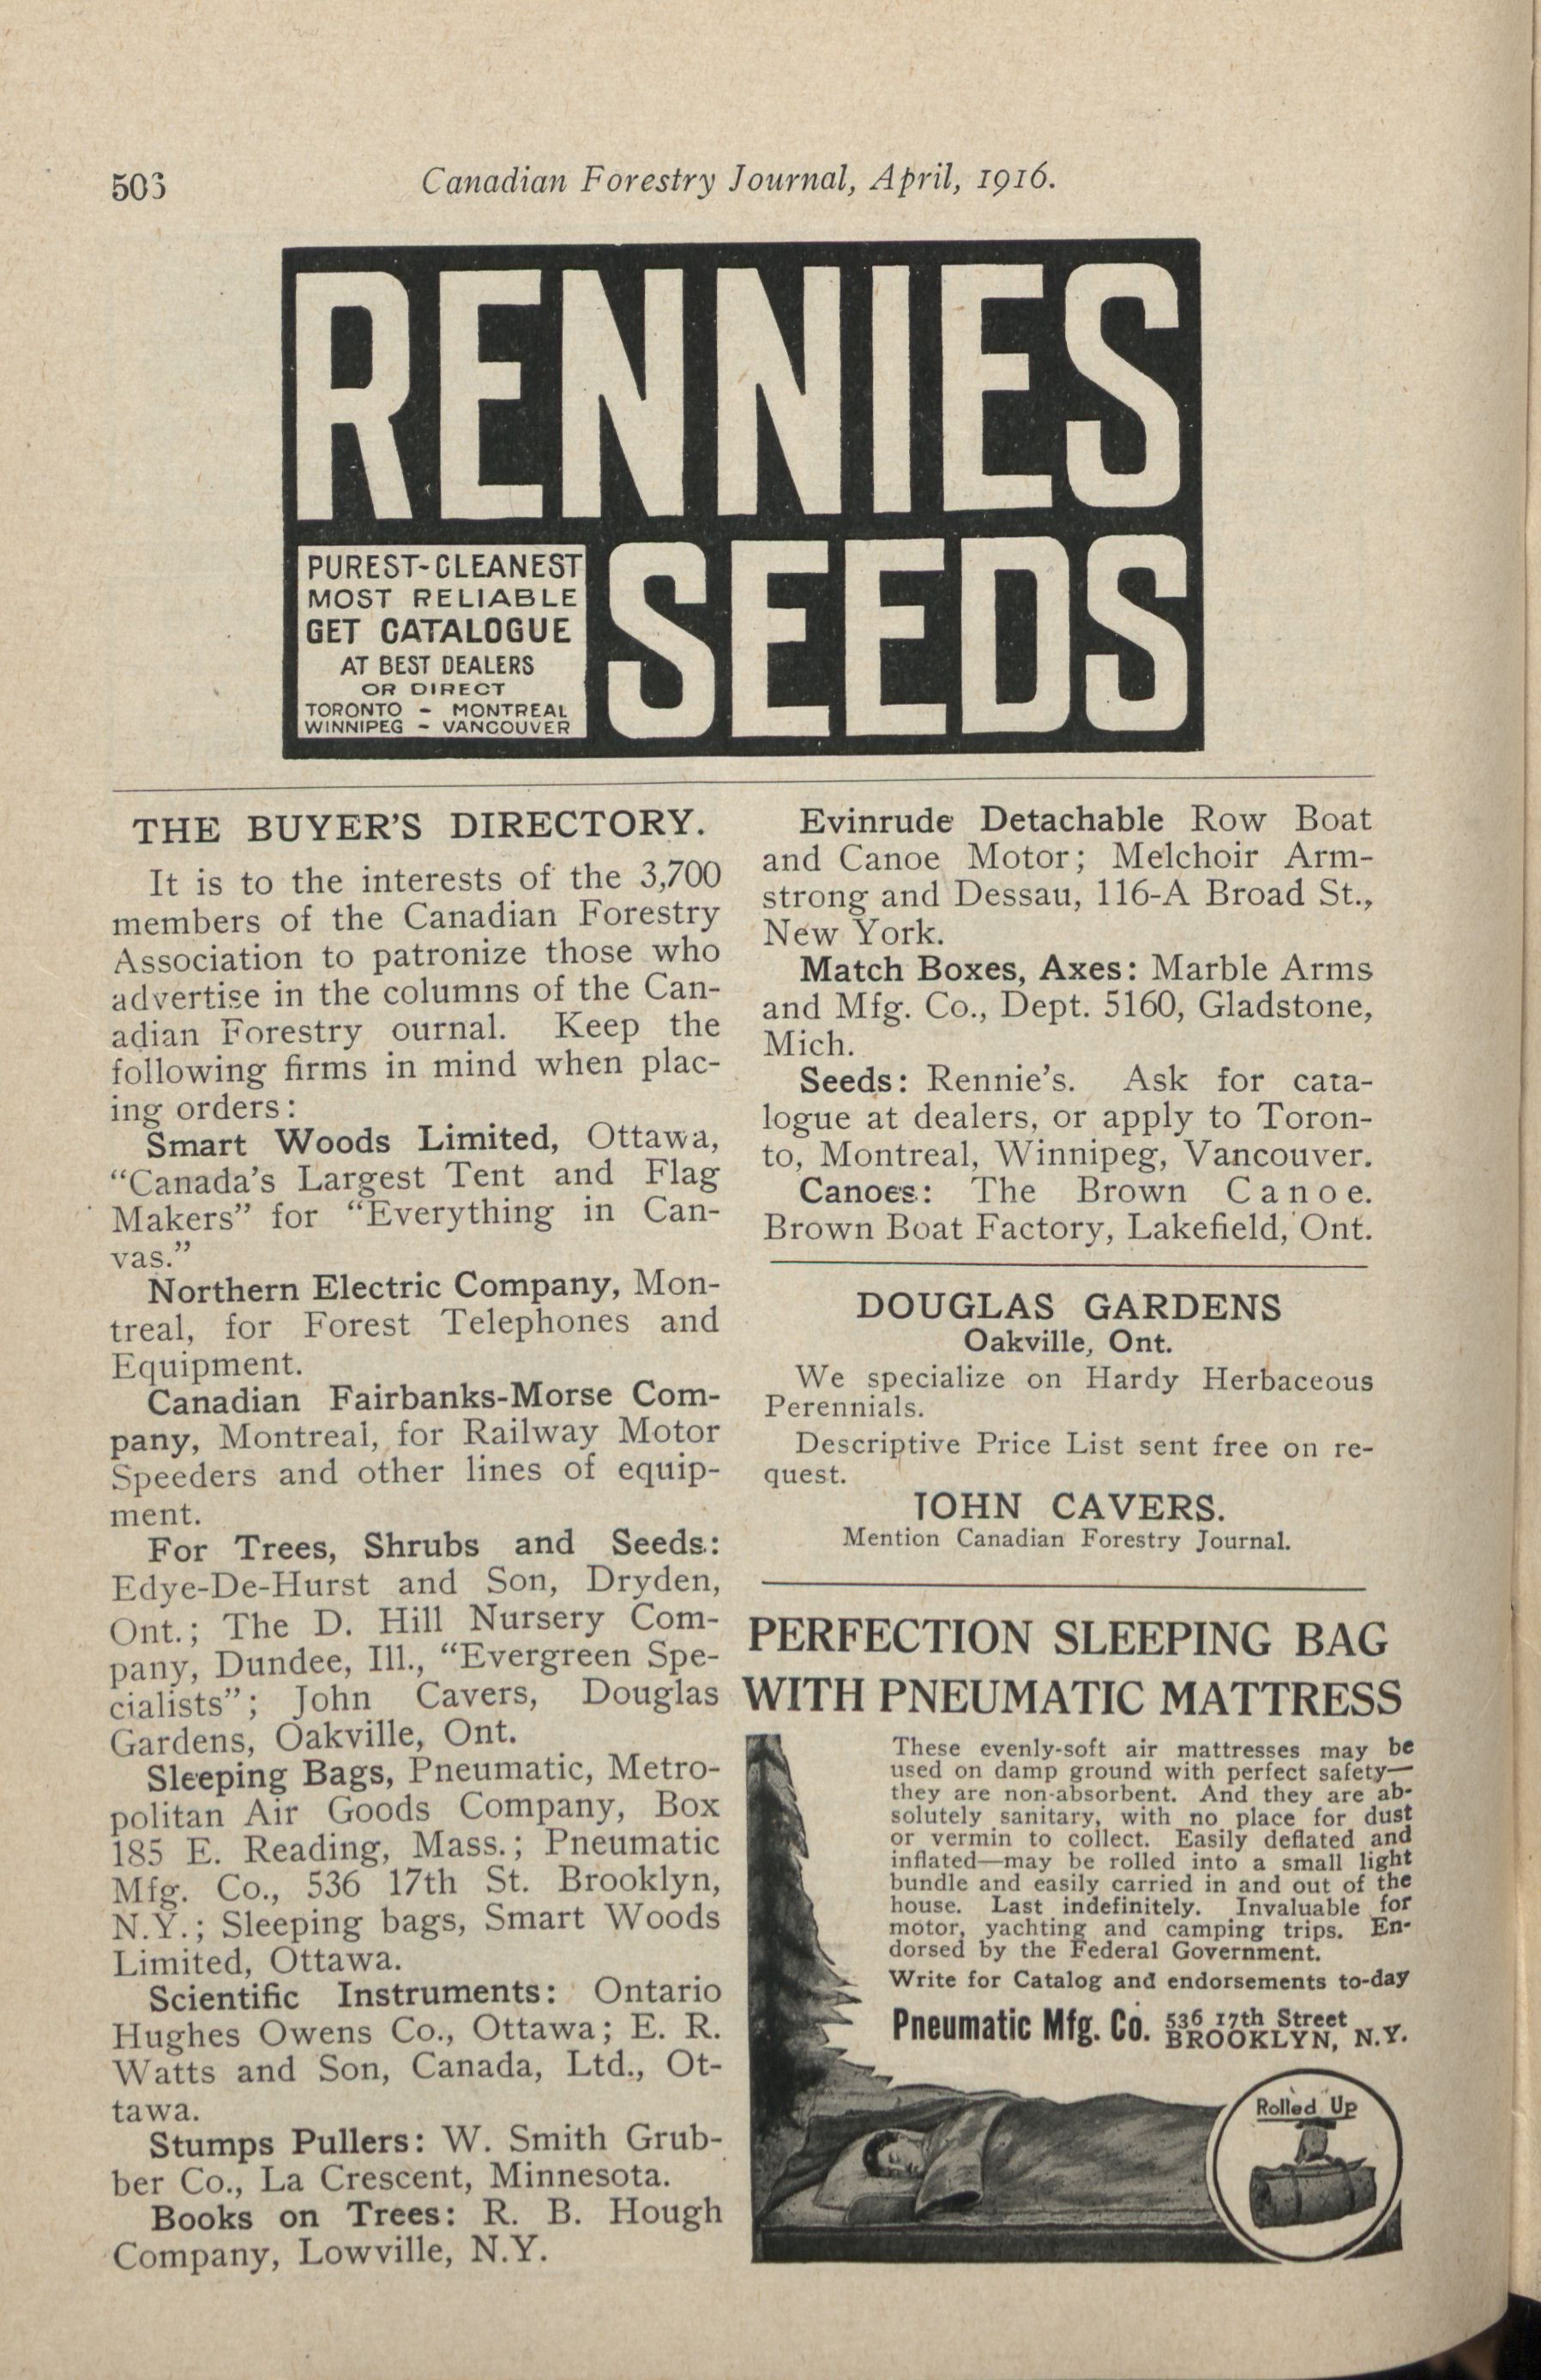 503
Canadian Forestry Journal, April, 1916.
RENNIES
PUREST-CLEANEST
MOST RELIABLE
GET CATALOGUE
AT BEST DEALERS
OR DIRECT
TORONTO - MONTREAL
WINNIPEG - VANCOUVER
SEEDS
THE BUYER'S DIRECTORY.
It is to the interests of the 3,700
members of the Canadian Forestry
Association to patronize those who
advertise in the columns of the Can-
adian Forestry ournal. Keep the
following firms in mind when plac-
ing orders:
Smart Woods Limited, Ottawa,
"Canada's Largest Tent and Flag
Makers" for "Everything in Can-
vas."
Northern Electric Company, Mon-
treal, for Forest Telephones and
Equipment.
Canadian Fairbanks-Morse Com-
pany, Montreal, for Railway Motor
Speeders and other lines of equip-
ment.
For Trees, Shrubs and Seeds:
Edye-De-Hurst and Son, Dryden,
Ont.; The D. Hill Nursery Com-
pany, Dundee, Ill., "Evergreen Spe-
cialists"; John Cavers, Douglas
Gardens, Oakville, Ont.
Sleeping Bags, Pneumatic, Metro-
politan Air Goods Company, Box
185 E. Reading, Mass.; Pneumatic
Mfg. Co., 536 17th St. Brooklyn,
N.Y.; Sleeping bags, Smart Woods
Limited, Ottawa.
Scientific Instruments: Ontario
Hughes Owens Co., Ottawa; E. R.
Watts and Son, Canada, Ltd., Ot-
tawa.
Stumps Pullers: W. Smith Grub-
ber Co., La Crescent, Minnesota.
Books on Trees: R. B. Hough
Company, Lowville, N.Y.
Evinrude Detachable Row Boat
and Canoe Motor; Melchoir Arm-
strong and Dessau, 116-A Broad St.,
New York.
Match Boxes, Axes: Marble Arms
and Mfg. Co., Dept. 5160, Gladstone,
Mich.
Seeds: Rennie's. Ask for cata-
logue at dealers, or apply to Toron-
to, Montreal, Winnipeg, Vancouver.
Canoes: The Brown Canoe.
Brown Boat Factory, Lakefield, Ont.
DOUGLAS GARDENS
Oakville, Ont.
We specialize on Hardy Herbaceous
Perennials.
Descriptive Price List sent free on re-
quest.
JOHN CAVERS.
Mention Canadian Forestry Journal.
PERFECTION SLEEPING BAG
WITH PNEUMATIC MATTRESS
These evenly-soft air mattresses may be
used on damp ground with perfect safety—
they are non-absorbent. And they are ab-
solutely sanitary, with no place for dust
or vermin to collect. Easily deflated and
inflated—may be rolled into a small light
bundle and easily carried in and out of the
house. Last indefinitely. Invaluable for
motor, yachting and camping trips. En-
dorsed by the Federal Government.
Write for Catalog and endorsements to-day
Pneumatic Mfg. Co. 536 17th Street
BROOKLYN, N.Y.
Rolled Up